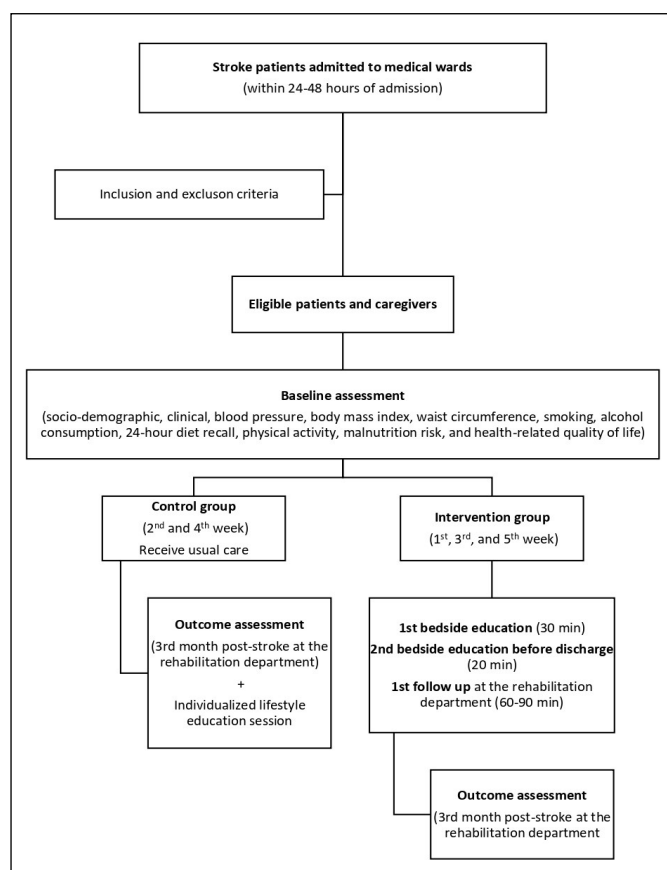 Stroke patients admitted to medical wards
(within 24-48 hours of admission)
Inclusion and excluson criteria
Eligible patients and caregivers
Baseline assessment
(socio-demographic, clinical, blood pressure, body mass index, waist circumference, smoking, alcohol
consumption, 24-hour diet recall, physical activity, malnutrition risk, and health-related quality of life)
Control group
(2nd and 4th week)
Receive usual care
Intervention group
(1st, 3rd, and 5th week)
Outcome assessment
(3rd month post-stroke at the
rehabilitation department)
+
Individualized lifestyle
education session
1st bedside education (30 min)
2nd bedside education before discharge
(20 min)
1st follow up at the rehabilitation
department (60-90 min)
Outcome assessment
(3rd month post-stroke at the
rehabilitation department